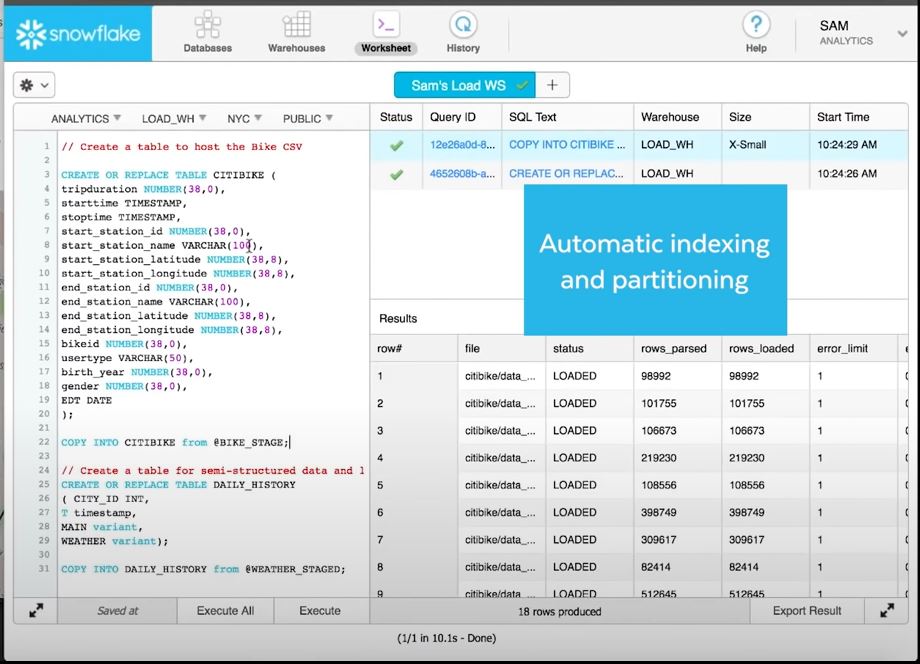 snowflake
Databases
Warehouses
Worksheet
History
Help
SAM
ANALYTICS
Sam's Load WS
+
ANALYTICS LOAD_WH NYC PUBLIC
1 // Create a table to host the Bike CSV
2
3 CREATE OR REPLACE TABLE CITIBIKE (
4 tripduration NUMBER(38,0),
5 starttime TIMESTAMP,
6 stoptime TIMESTAMP,
7 start_station_id NUMBER(38,0),
8 start_station_name VARCHAR(100),
9 start_station_latitude NUMBER(38,8),
10 start_station_longitude NUMBER(38,8),
11 end_station_id NUMBER(38,0),
12 end_station_name VARCHAR(100),
13 end_station_latitude NUMBER(38,8),
14 end_station_longitude NUMBER(38,8),
15 bikeid NUMBER(38,0),
16 usertype VARCHAR(50),
17 birth_year NUMBER(38,0),
18 gender NUMBER(38,0),
19 EDT DATE
20 );
21
22 COPY INTO CITIBIKE from @BIKE_STAGE;
23
24 // Create a table for semi-structured data and l
25 CREATE OR REPLACE TABLE DAILY_HISTORY
26 ( CITY_ID INT,
27 T timestamp,
28 MAIN variant,
29 WEATHER variant);
30
31 COPY INTO DAILY_HISTORY from @WEATHER_STAGED;
Saved at
Execute All
Execute
Status Query ID SQL Text Warehouse Size Start Time
12e26a0d-8... COPY INTO CITIBIKE ... LOAD_WH X-Small 10:24:29 AM
4652608b-a... CREATE OR REPLAC... LOAD_WH 10:24:26 AM
Automatic indexing
and partitioning
Results
row# file status rows_parsed rows_loaded error_limit
1 citibike/data_... LOADED 98992 98992 1
2 citibike/data_... LOADED 101755 101755 1
3 citibike/data_... LOADED 106673 106673 1
4 citibike/data_... LOADED 219230 219230 1
5 citibike/data_... LOADED 108556 108556 1
6 citibike/data_... LOADED 398749 398749 1
7 citibike/data_... LOADED 309617 309617 1
8 citibike/data_... LOADED 82414 82414 1
9 citibike/data_... LOADED 512645 512645 1
18 rows produced
Export Result
(1/1 in 10.1s - Done)